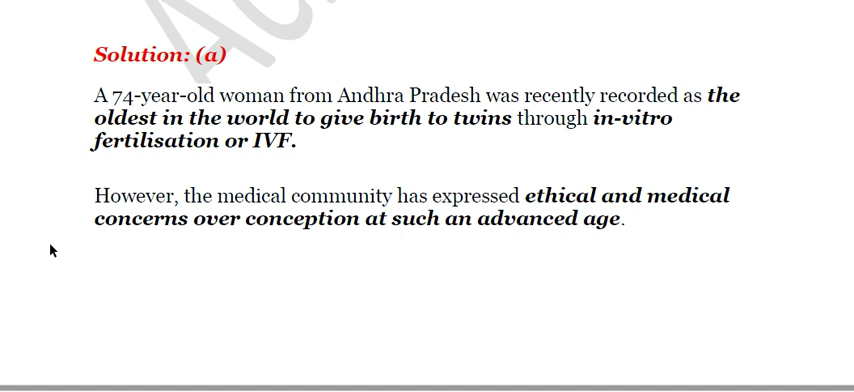 Solution: (a)
A 74-year-old woman from Andhra Pradesh was recently recorded as the
oldest in the world to give birth to twins through in-vitro
fertilisation or IVF.
However, the medical community has expressed ethical and medical
concerns over conception at such an advanced age.